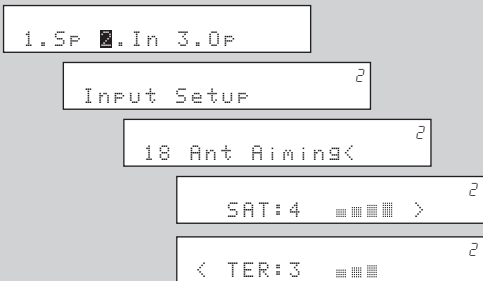 1.Sp 2.In 3.Op
2
Input Setup
2
18 Ant Aiming<
2
SAT:4 >
2
< TER:3